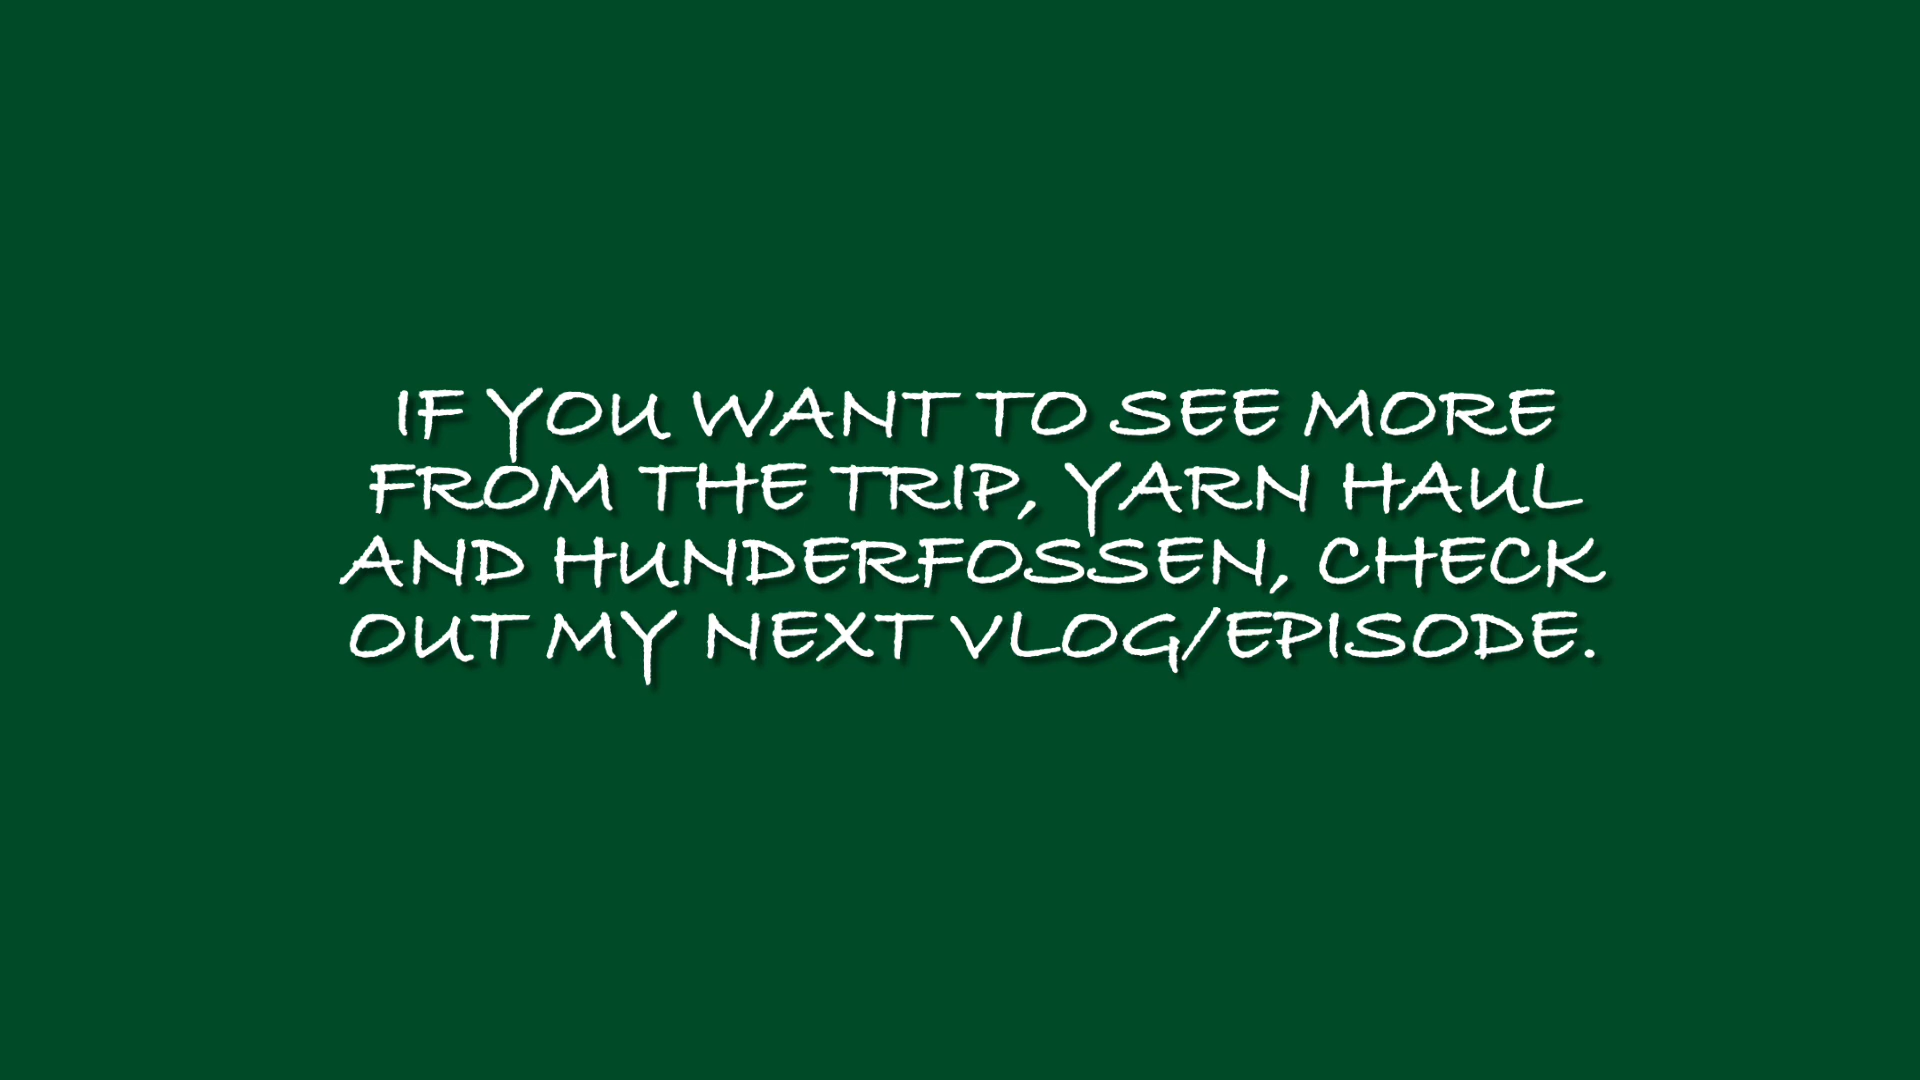 IF YOU WANT TO SEE MORE
FROM THE TRIP, YARN HAUL
AND HUNDERFOSSEN, CHECK
OUT MY NEXT VLOG/EPISODE.